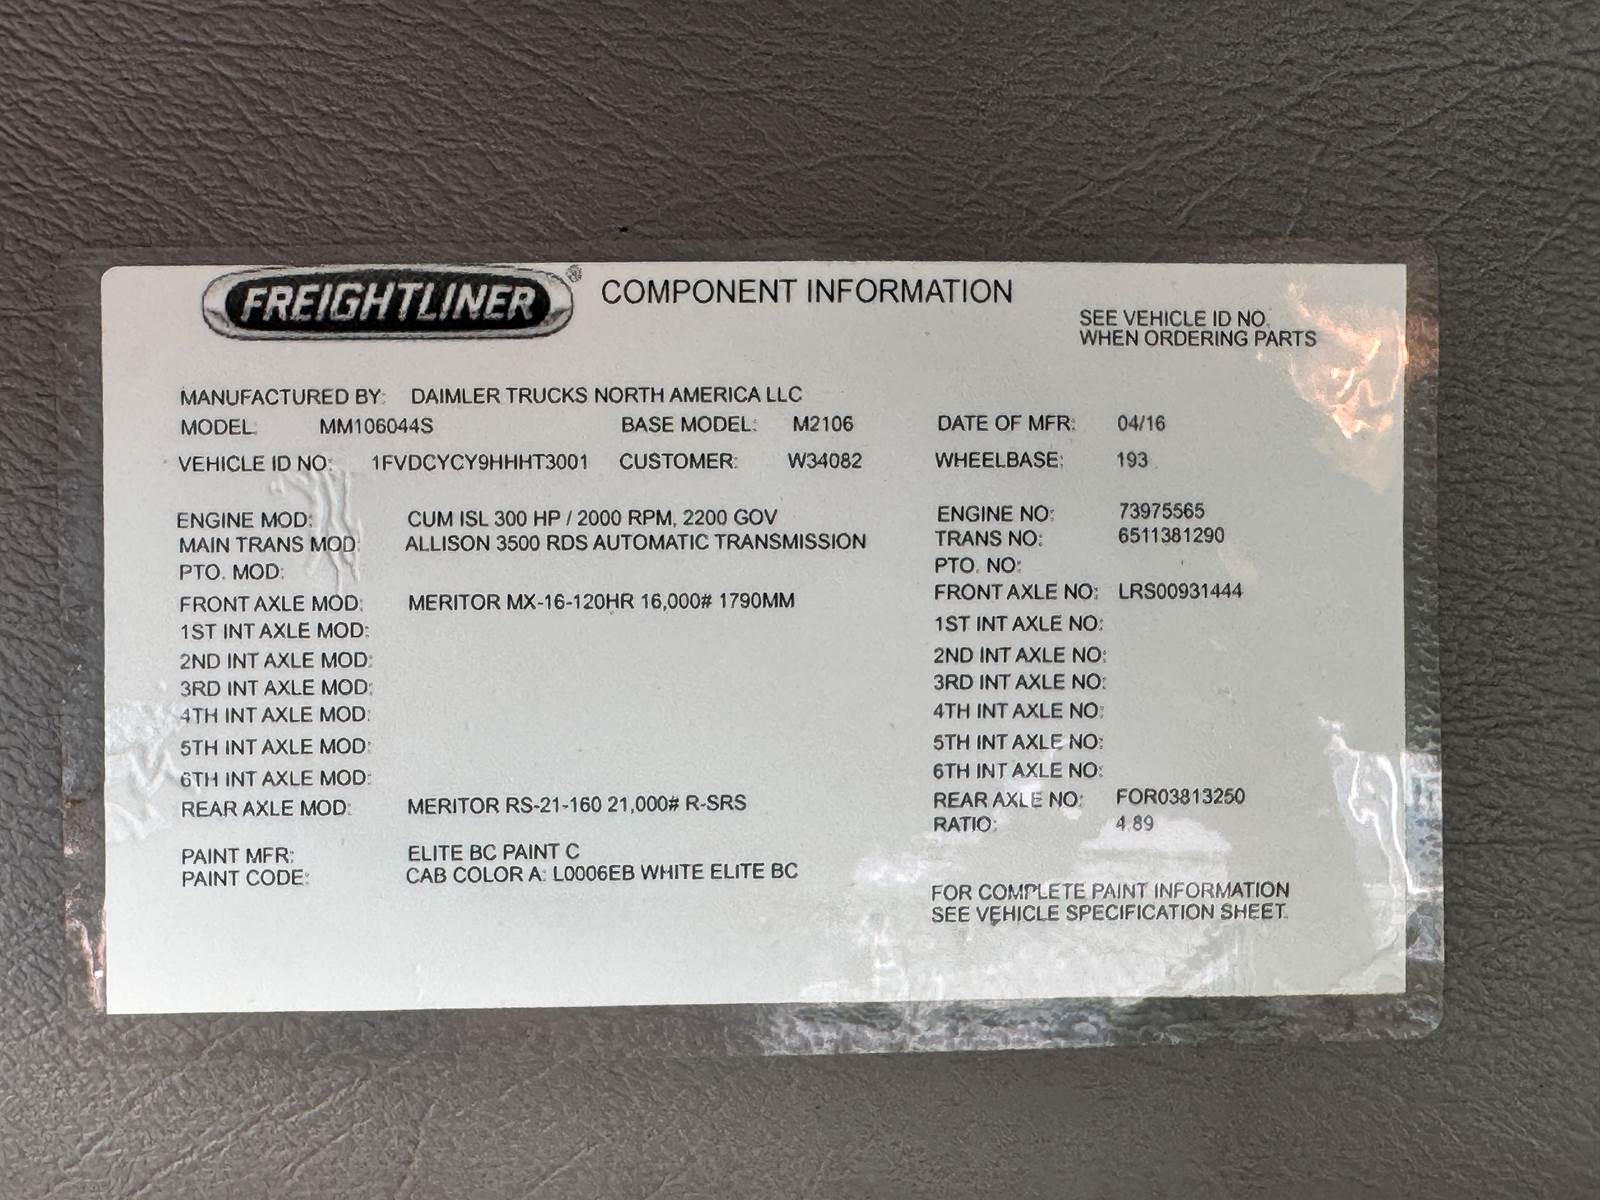 FREIGHTLINER®
COMPONENT INFORMATION
SEE VEHICLE ID NO.
WHEN ORDERING PARTS
MANUFACTURED BY: DAIMLER TRUCKS NORTH AMERICA LLC
MODEL: MM106044S BASE MODEL: M2106 DATE OF MFR: 04/16
VEHICLE ID NO: 1FVDCYCY9HHHT3001 CUSTOMER: W34082 WHEELBASE: 193
ENGINE MOD: CUM ISL 300 HP / 2000 RPM, 2200 GOV ENGINE NO: 73975565
MAIN TRANS MOD: ALLISON 3500 RDS AUTOMATIC TRANSMISSION TRANS NO: 6511381290
PTO. MOD: PTO. NO:
FRONT AXLE MOD: MERITOR MX-16-120HR 16,000# 1790MM FRONT AXLE NO: LRS00931444
1ST INT AXLE MOD: 1ST INT AXLE NO:
2ND INT AXLE MOD: 2ND INT AXLE NO:
3RD INT AXLE MOD: 3RD INT AXLE NO:
4TH INT AXLE MOD: 4TH INT AXLE NO:
5TH INT AXLE MOD: 5TH INT AXLE NO:
6TH INT AXLE MOD: 6TH INT AXLE NO:
REAR AXLE MOD: MERITOR RS-21-160 21,000# R-SRS REAR AXLE NO: FOR03813250
RATIO: 4.89
PAINT MFR: ELITE BC PAINT C
PAINT CODE: CAB COLOR A: L0006EB WHITE ELITE BC
FOR COMPLETE PAINT INFORMATION
SEE VEHICLE SPECIFICATION SHEET.